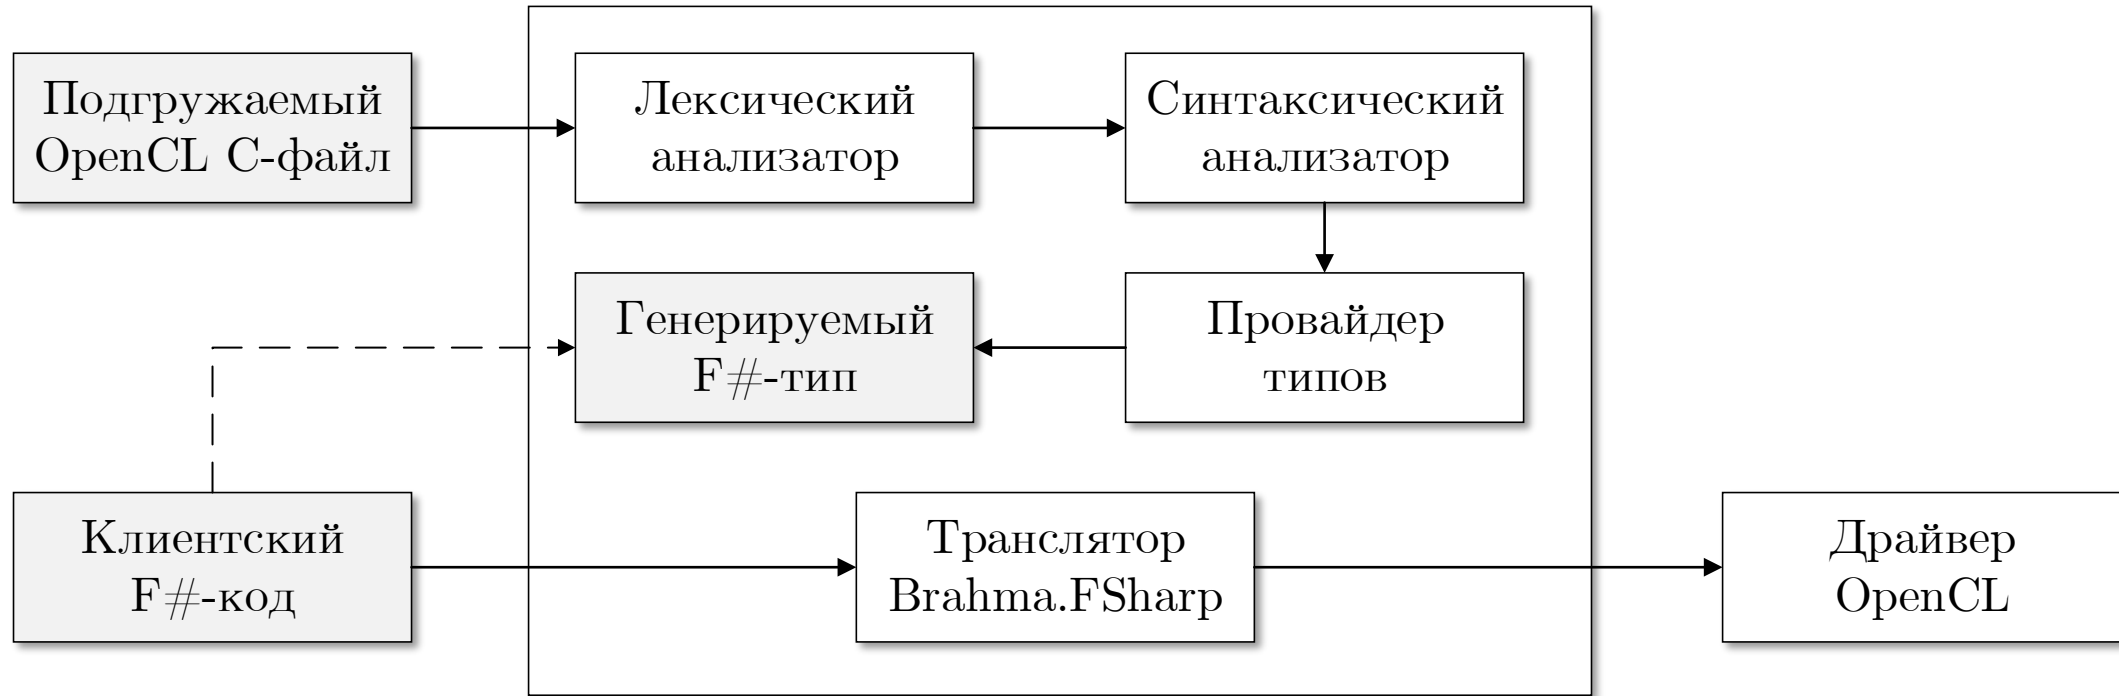 Подгружаемый
OpenCL C-файл
Лексический
анализатор
Синтаксический
анализатор
Генерируемый
F#-тип
Провайдер
типов
Клиентский
F#-код
Транслятор
Brahma.FSharp
Драйвер
OpenCL